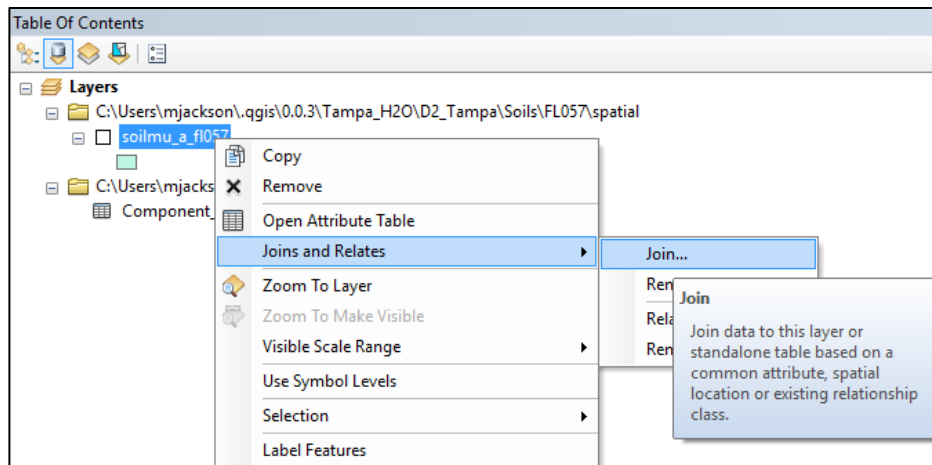 Table Of Contents
Layers
C:\Users\mjackson\.qgis\0.0.3\Tampa_H2O\D2_Tampa\Soils\FL057\spatial
soilmu_a_fl057
C:\Users\mjacks
Component_
Copy
Remove
Open Attribute Table
Joins and Relates
Zoom To Layer
Zoom To Make Visible
Visible Scale Range
Use Symbol Levels
Selection
Label Features
Join...
Rem
Rela
Ren
Join
Join data to this layer or
standalone table based on a
common attribute, spatial
location or existing relationship
class.